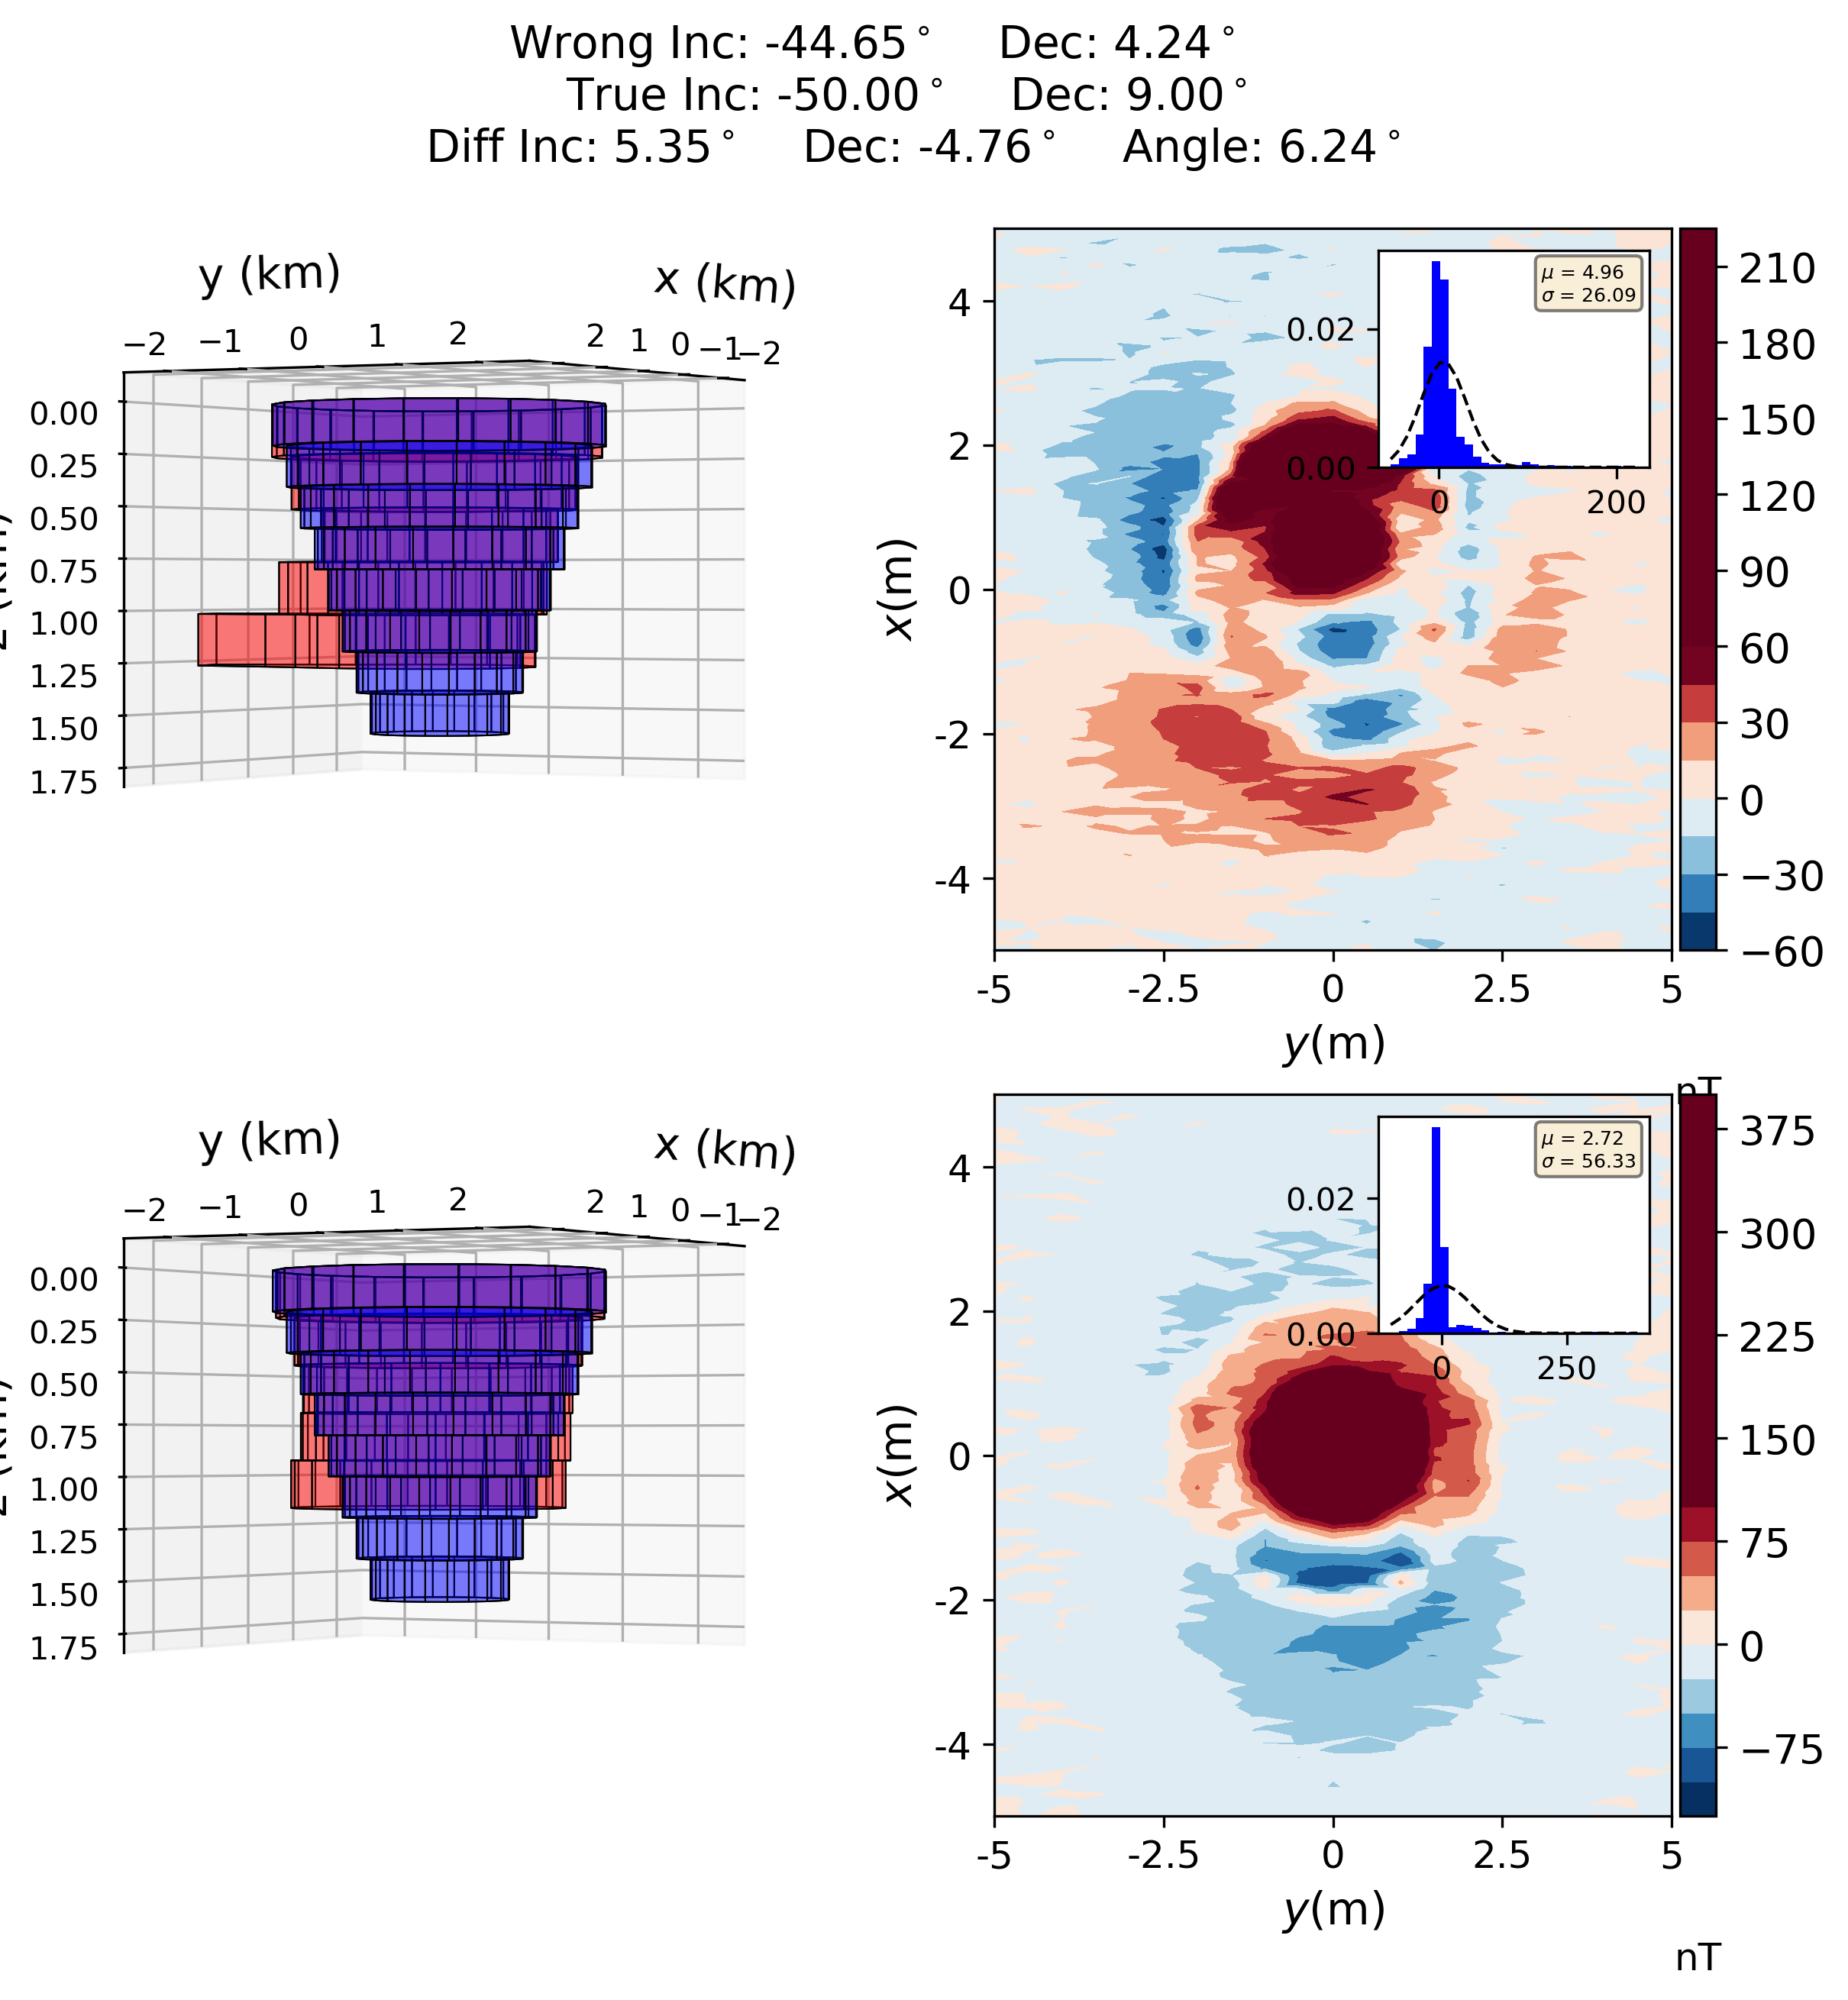 Wrong Inc: -44.65° Dec: 4.24°
True Inc: -50.00° Dec: 9.00°
Diff Inc: 5.35° Dec: -4.76° Angle: 6.24°
y (km) x (km)
−2 −1 0 1 2 2 1 0 −1 −2
0.00
0.25
0.50
0.75
1.00
1.25
1.50
1.75
4
2
0
-2
-4
x(m)
-5 -2.5 0 2.5 5
y(m)
μ = 4.96
σ = 26.09
0.02
0.00
0 200
210
180
150
120
90
60
30
0
−30
−60
nT
y (km) x (km)
−2 −1 0 1 2 2 1 0 −1 −2
0.00
0.25
0.50
0.75
1.00
1.25
1.50
1.75
4
2
0
-2
-4
x(m)
-5 -2.5 0 2.5 5
y(m)
μ = 2.72
σ = 56.33
0.02
0.00
0 250
375
300
225
150
75
0
−75
nT